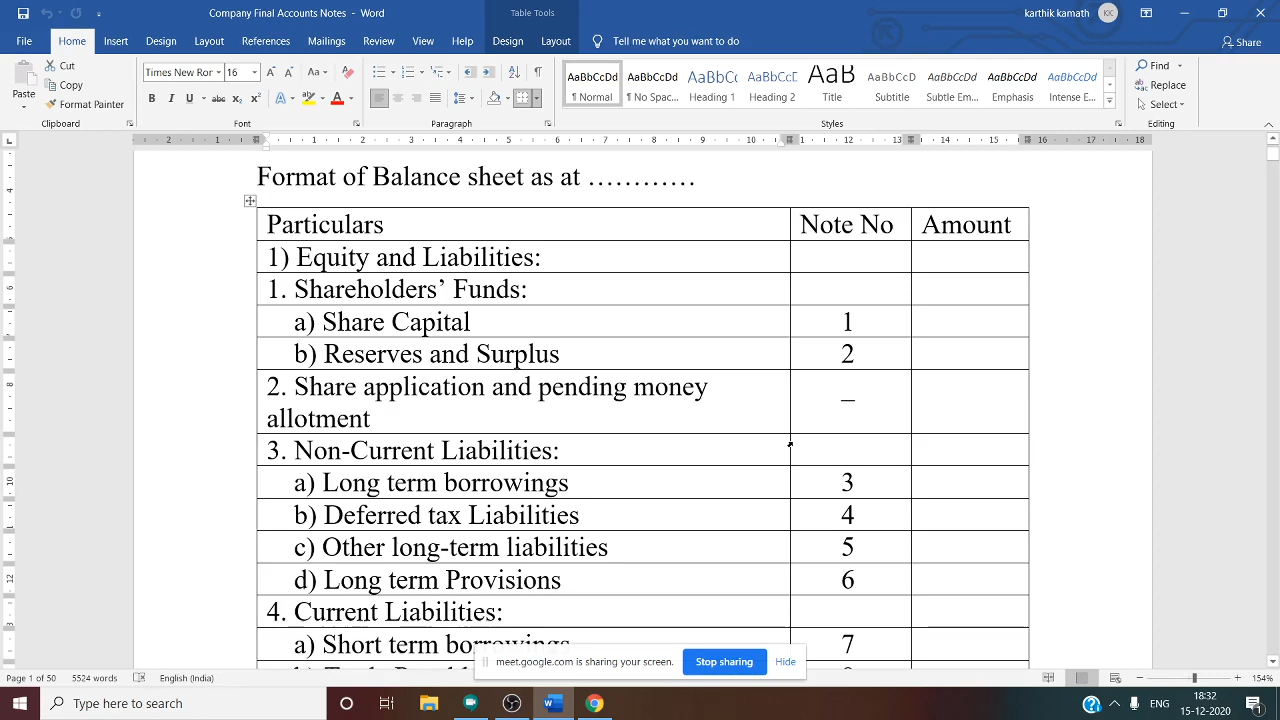 Company Final Accounts Notes - Word
Table Tools
karthik kamath
KK
File
Home
Insert
Design
Layout
References
Mailings
Review
View
Help
Design
Layout
Tell me what you want to do
Share
Paste
Cut
Copy
Format Painter
Clipboard
Times New Ror
16
Font
Paragraph
AaBbCcDd
¶ Normal
AaBbCcDd
¶ No Spac...
AaBbCc
Heading 1
AaBbCcD
Heading 2
AaB
Title
AaBbCcD
Subtitle
AaBbCcDd
Subtle Em...
AaBbCcDd
Emphasis
AaBbCcDd
Intense E...
Styles
Find
Replace
Select
Editing
Format of Balance sheet as at …………
Particulars Note No Amount
1) Equity and Liabilities:
1. Shareholders’ Funds:
a) Share Capital 1
b) Reserves and Surplus 2
2. Share application and pending money
allotment –
3. Non-Current Liabilities:
a) Long term borrowings 3
b) Deferred tax Liabilities 4
c) Other long-term liabilities 5
d) Long term Provisions 6
4. Current Liabilities:
a) Short term borrowings 7
meet.google.com is sharing your screen.
Stop sharing
Hide
Page 1 of 50
5524 words
English (India)
154%
Type here to search
18:32
15-12-2020